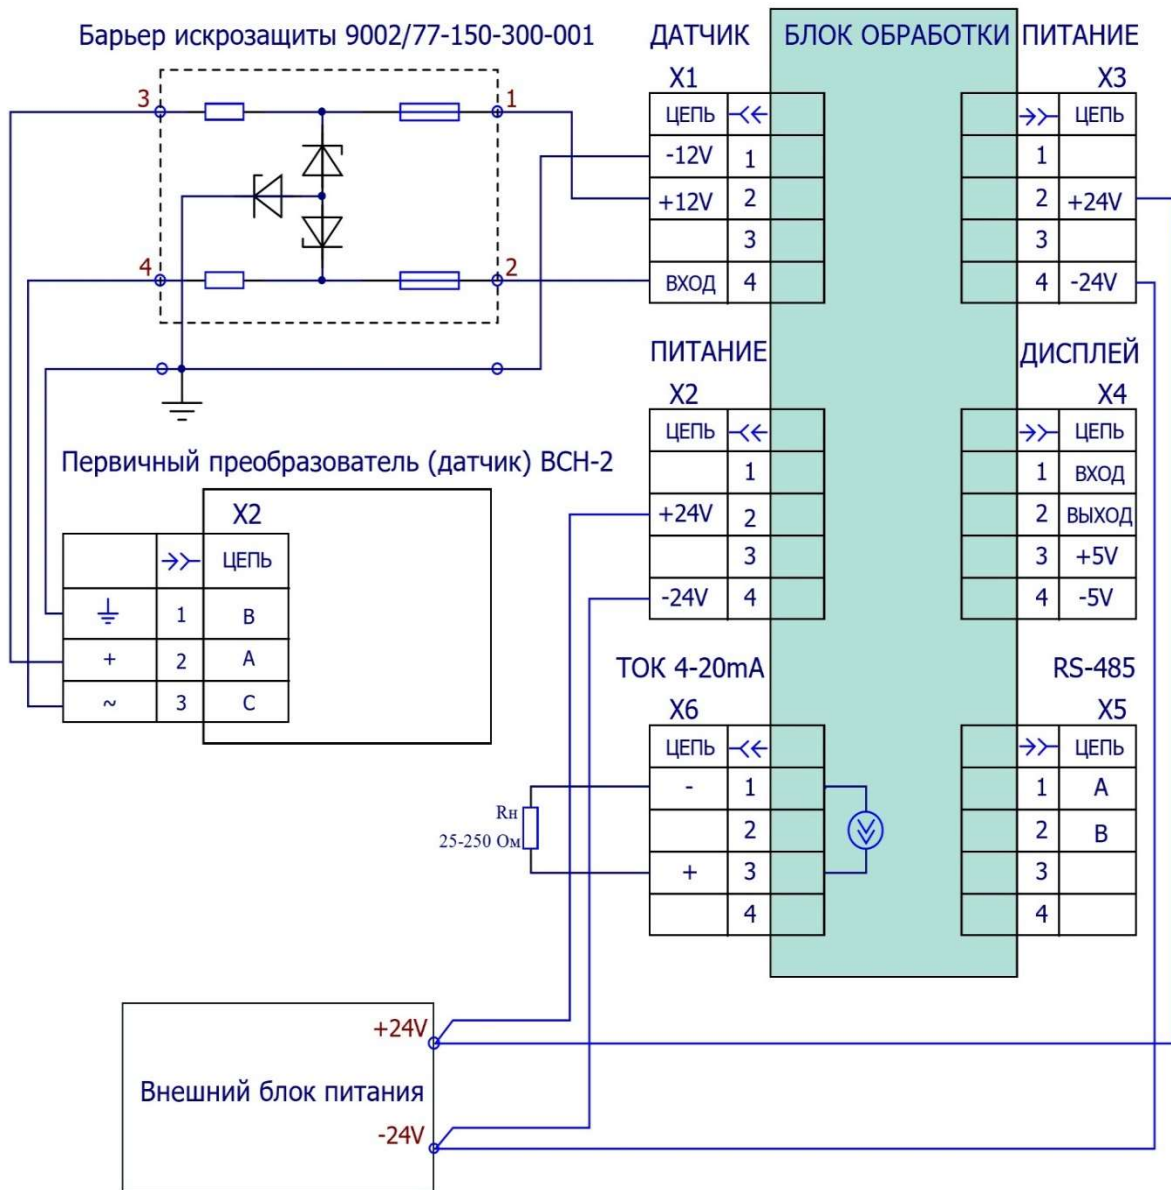 Барьер искрозащиты 9002/77-150-300-001
3
1
4
2
ДАТЧИК
X1
ЦЕПЬ
-12V 1
+12V 2
3
ВХОД 4
БЛОК ОБРАБОТКИ
ПИТАНИЕ
X3
ЦЕПЬ
1
2 +24V
3
4 -24V
ПИТАНИЕ
X2
ЦЕПЬ
1
+24V 2
3
-24V 4
ДИСПЛЕЙ
X4
ЦЕПЬ
1 ВХОД
2 ВЫХОД
3 +5V
4 -5V
Первичный преобразователь (датчик) ВСН-2
X2
ЦЕПЬ
1 В
+ 2 А
~ 3 С
ТОК 4-20mA
X6
ЦЕПЬ
- 1
2
+ 3
4
Rн
25-250 Ом
RS-485
X5
ЦЕПЬ
1 A
2 B
3
4
+24V
Внешний блок питания
-24V